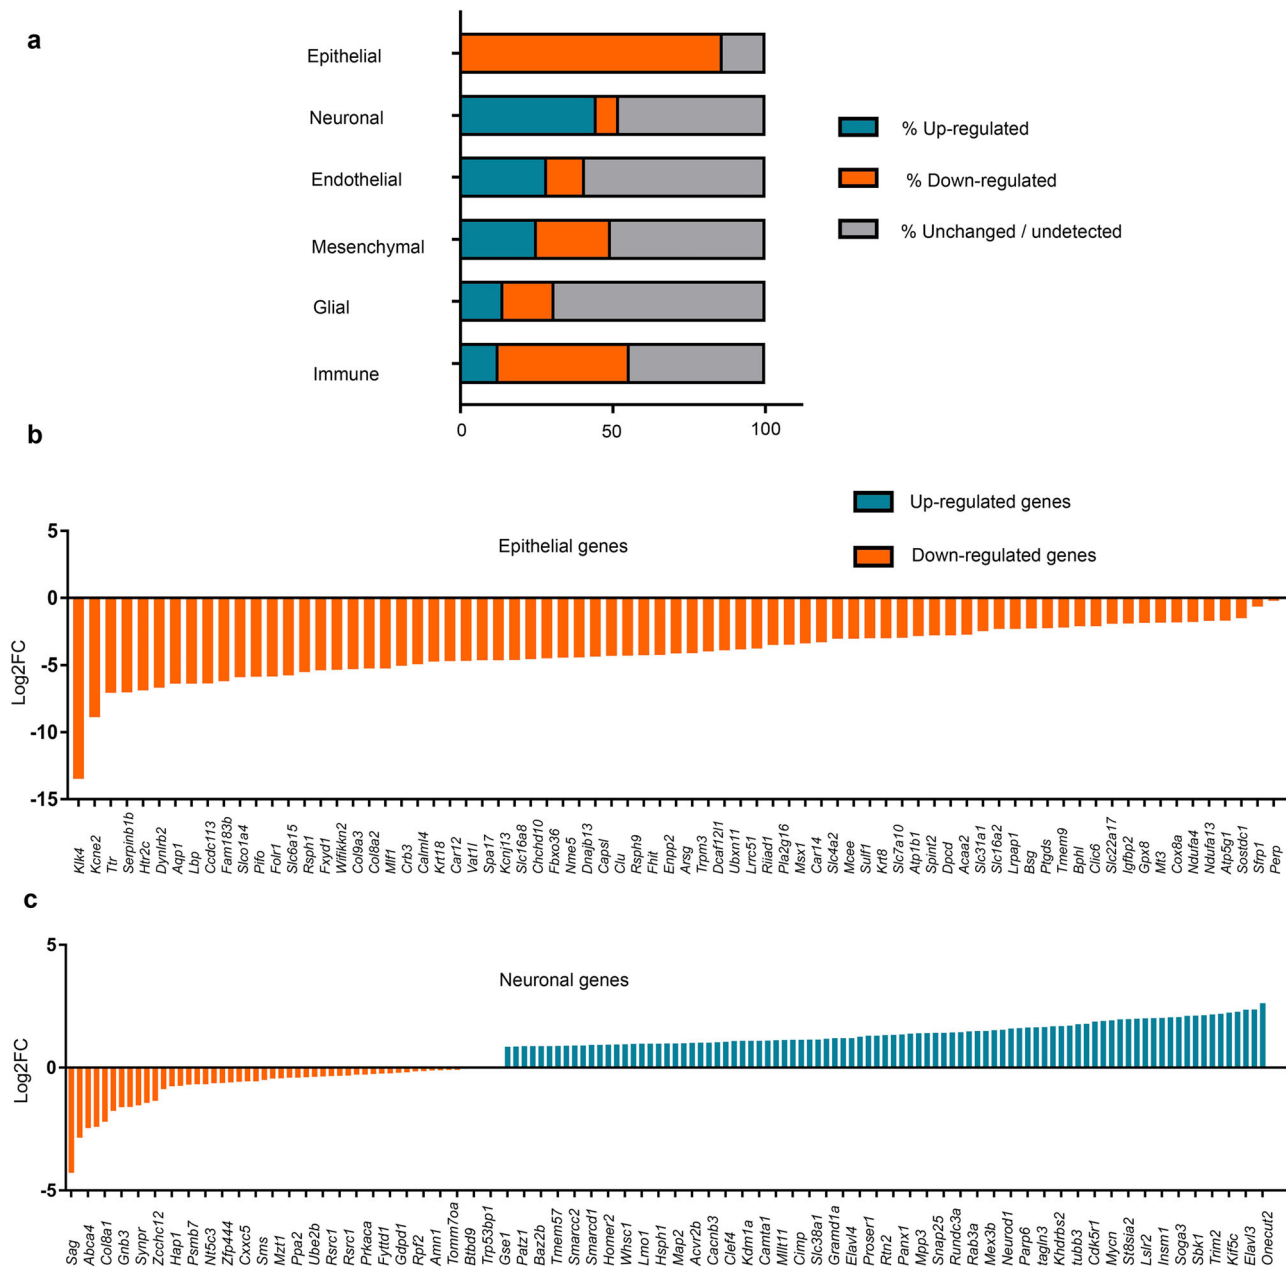 a
Epithelial
Neuronal
Endothelial
Mesenchymal
Glial
Immune
% Up-regulated
% Down-regulated
% Unchanged / undetected
0 50 100
b
Up-regulated genes
Down-regulated genes
Epithelial genes
Log2FC
5
0
-5
-10
-15
Klk4
Kcne2
Ttr
Serpinb1b
Htr2c
Dynlrb2
Aqp1
Lbp
Ccdc113
Fam183b
Slco1a4
Pifo
Folr1
Slc6a15
Rsph1
Fxyd1
Wfikkn2
Col9a3
Col8a2
Mlf1
Crb3
Calml4
Krt18
Car12
Vat1l
Spa17
Kcnj13
Slc16a8
Chchd10
Fbxo36
Nme5
Dnajb13
Capsl
Clu
Rsph9
Fhit
Enpp2
Arsg
Trpm3
Dcaf12l1
Ubxn11
Lrrc51
Riiad1
Pla2g16
Msx1
Car14
Slc4a2
Mcee
Sulf1
Krt8
Slc7a10
Atp1b1
Spint2
Dpcd
Acaa2
Slc31a1
Slc16a2
Lrpap1
Bsg
Ptgds
Tmem9
Bphl
Clic6
Slc22a17
Igfbp2
Gpx8
Mt3
Cox8a
Ndufa4
Ndufa13
Atp5g1
Sostdc1
Sfrp1
Perp
c
Neuronal genes
Log2FC
5
0
-5
Sag
Abca4
Col8a1
Gnb3
Synpr
Zcchc12
Hap1
Psmb7
Nt5c3
Zfp444
Cxxc5
Sms
Mzt1
Ppa2
Ube2b
Rsrc1
Rsrc1
Prkaca
Fyttd1
Gdpd1
Rpf2
Amn1
Tomm7oa
Btbd9
Trp53bp1
Gse1
Patz1
Baz2b
Tmem57
Smarcc2
Smarcd1
Homer2
Whsc1
Lmo1
Hsph1
Map2
Acvr2b
Cacnb3
Clef4
Kdm1a
Camta1
Mllt11
Cimp
Slc38a1
Gramd1a
Elavl4
Proser1
Rtn2
Panx1
Mpp3
Snap25
Rundc3a
Rab3a
Mex3b
Neurod1
Parp6
tagln3
Khdrbs2
tubb3
Cdk5r1
Mycn
St8sia2
Lslr2
Insm1
Soga3
Sbk1
Trim2
Kif5c
Elavl3
Onecut2